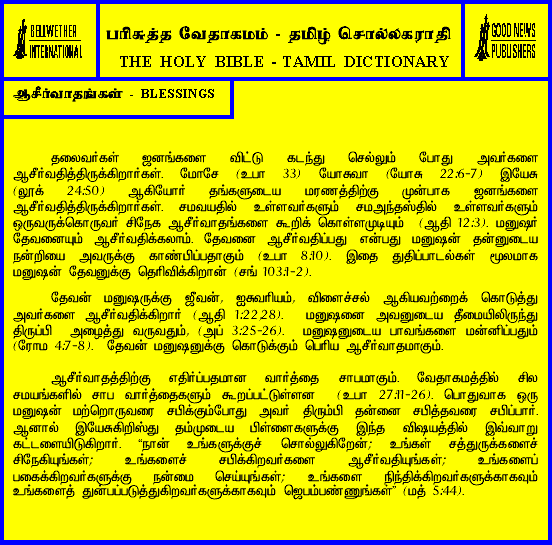 BELLWETHER
INTERNATIONAL
பரிசுத்த வேதாகமம் - தமிழ் சொல்லகராதி
THE HOLY BIBLE - TAMIL DICTIONARY
GOOD NEWS
PUBLISHERS
ஆசீர்வாதங்கள் - BLESSINGS
தலைவர்கள் ஜனங்களை விட்டு கடந்து செல்லும் போது அவர்களை
ஆசீர்வதித்திருக்கிறார்கள். மோசே (உபா 33) யோசுவா (யோசு 22:6-7) இயேசு
(லூக் 24:50) ஆகியோர் தங்களுடைய மரணத்திற்கு முன்பாக ஜனங்களை
ஆசீர்வதித்திருக்கிறார்கள். சமவயதில் உள்ளவர்களும் சமஅந்தஸ்தில் உள்ளவர்களும்
ஒருவருக்கொருவர் சிநேக ஆசீர்வாதங்களை கூறிக் கொள்ளமுடியும் (ஆதி 12:3). மனுஷர்
தேவனையும் ஆசீர்வதிக்கலாம். தேவனை ஆசீர்வதிப்பது என்பது மனுஷன் தன்னுடைய
நன்றியை அவருக்கு காண்பிப்பதாகும் (உபா 8:10). இதை துதிப்பாடல்கள் மூலமாக
மனுஷன் தேவனுக்கு தெரிவிக்கிறான் (சங் 103:1-2).
தேவன் மனுஷருக்கு ஜீவன், ஐசுவரியம், விளைச்சல் ஆகியவற்றைக் கொடுத்து
அவர்களை ஆசீர்வதிக்கிறார் (ஆதி 1:22,28). மனுஷனை அவனுடைய தீமையிலிருந்து
திருப்பி அழைத்து வருவதும், (அப் 3:25-26). மனுஷனுடைய பாவங்களை மன்னிப்பதும்
(ரோம 4:7-8). தேவன் மனுஷனுக்கு கொடுக்கும் பெரிய ஆசீர்வாதமாகும்.
ஆசீர்வாதத்திற்கு எதிர்ப்பதமான வார்த்தை சாபமாகும். வேதாகமத்தில் சில
சமயங்களில் சாப வார்த்தைகளும் கூறப்பட்டுள்ளன (உபா 27:11-26). பொதுவாக ஒரு
மனுஷன் மற்றொருவரை சபிக்கும்போது அவர் திரும்பி தன்னை சபித்தவரை சபிப்பார்.
ஆனால் இயேசுகிறிஸ்து தம்முடைய பிள்ளைகளுக்கு இந்த விஷயத்தில் இவ்வாறு
கட்டளையிடுகிறார். “நான் உங்களுக்குச் சொல்லுகிறேன்; உங்கள் சத்துருக்களைச்
சிநேகியுங்கள்; உங்களைச் சபிக்கிறவர்களை ஆசீர்வதியுங்கள்; உங்களைப்
பகைக்கிறவர்களுக்கு நன்மை செய்யுங்கள்; உங்களை நிந்திக்கிறவர்களுக்காகவும்
உங்களைத் துன்பப்படுத்துகிறவர்களுக்காகவும் ஜெபம்பண்ணுங்கள்” (மத் 5:44).